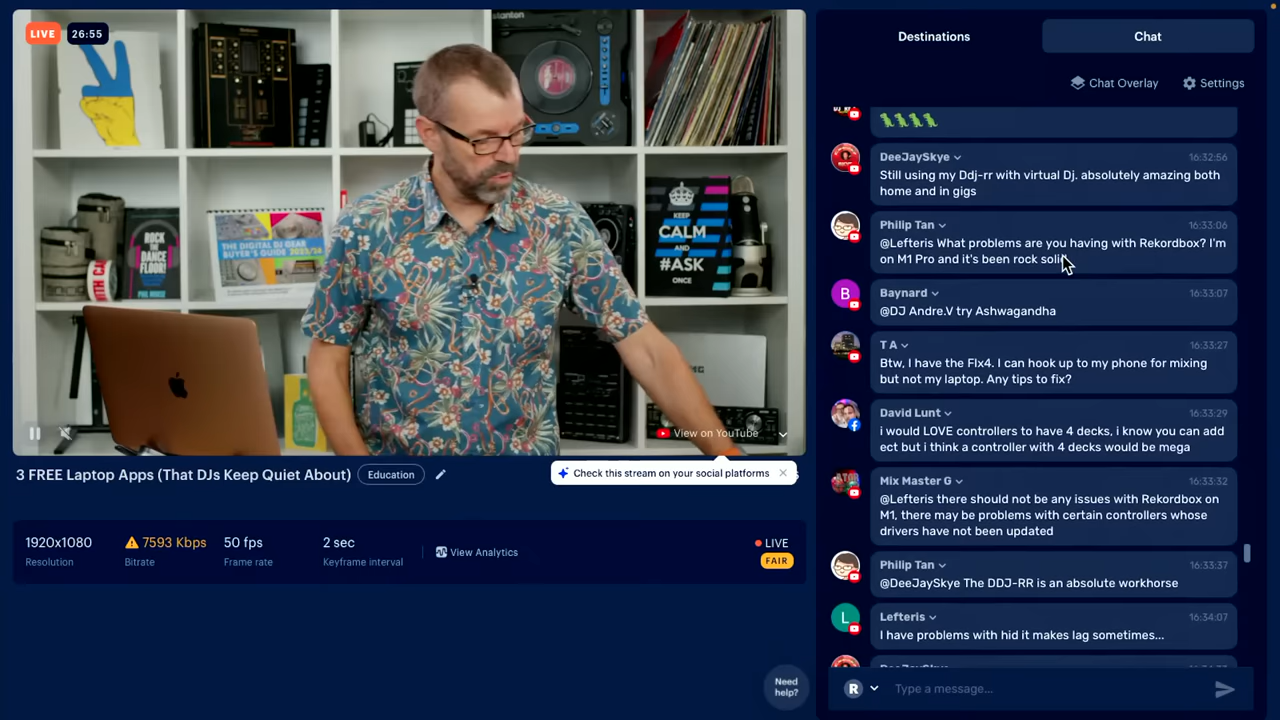 LIVE
26:55
stanton
ROCK
THE
DANCE
FLOOR!
THE DIGITAL DJ GEAR
BUYER'S GUIDE 2023/24
KEEP
CALM
AND
#ASK
ONCE
View on YouTube
3 FREE Laptop Apps (That DJs Keep Quiet About)
Education
Check this stream on your social platforms
1920x1080
Resolution
7593 Kbps
Bitrate
50 fps
Frame rate
2 sec
Keyframe interval
View Analytics
LIVE
FAIR
Need
help?
Destinations
Chat
Chat Overlay
Settings
DeeJaySkye
16:32:56
Still using my Ddj-rr with virtual Dj. absolutely amazing both
home and in gigs
Philip Tan
16:33:06
@Lefteris What problems are you having with Rekordbox? I'm
on M1 Pro and it's been rock soli
B
Baynard
16:33:07
@DJ Andre.V try Ashwagandha
T A
16:33:27
Btw, I have the Flx4. I can hook up to my phone for mixing
but not my laptop. Any tips to fix?
David Lunt
16:33:29
i would LOVE controllers to have 4 decks, i know you can add
ect but i think a controller with 4 decks would be mega
Mix Master G
16:33:32
@Lefteris there should not be any issues with Rekordbox on
M1, there may be problems with certain controllers whose
drivers have not been updated
Philip Tan
16:33:37
@DeeJaySkye The DDJ-RR is an absolute workhorse
L
Lefteris
16:34:07
I have problems with hid it makes lag sometimes...
R
Type a message...